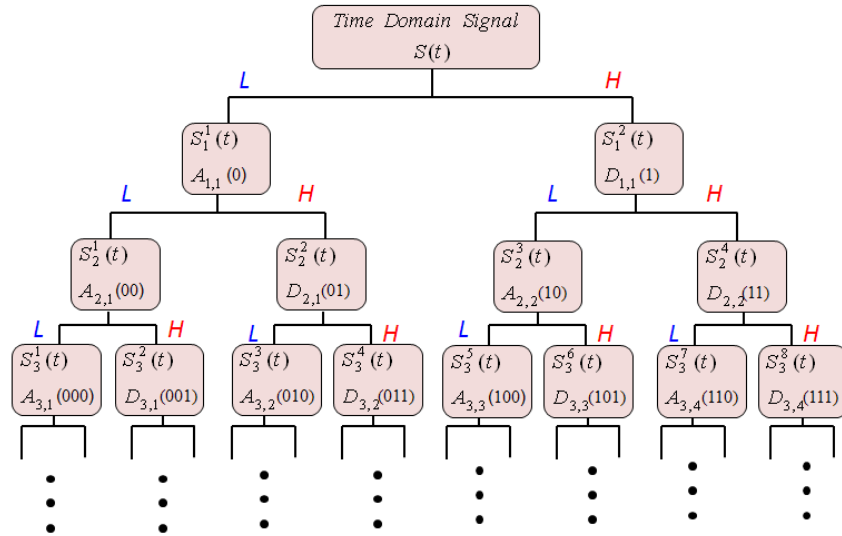 Time Domain Signal
S(t)
L H
S_1^1(t) S_1^2(t)
A_{1,1}(0) D_{1,1}(1)
L H L H
S_2^1(t) S_2^2(t) S_2^3(t) S_2^4(t)
A_{2,1}(00) D_{2,1}(01) A_{2,2}(10) D_{2,2}(11)
L H L H L H L H
S_3^1(t) S_3^2(t) S_3^3(t) S_3^4(t) S_3^5(t) S_3^6(t) S_3^7(t) S_3^8(t)
A_{3,1}(000) D_{3,1}(001) A_{3,2}(010) D_{3,2}(011) A_{3,3}(100) D_{3,3}(101) A_{3,4}(110) D_{3,4}(111)